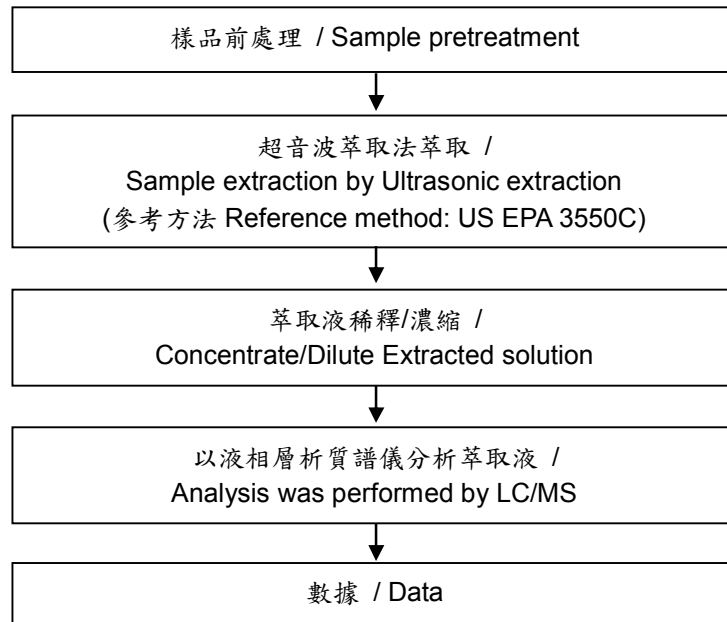 樣品前處理 / Sample pretreatment
超音波萃取法萃取 /
Sample extraction by Ultrasonic extraction
(參考方法 Reference method: US EPA 3550C)
萃取液稀釋/濃縮 /
Concentrate/Dilute Extracted solution
以液相層析質譜儀分析萃取液 /
Analysis was performed by LC/MS
數據 / Data